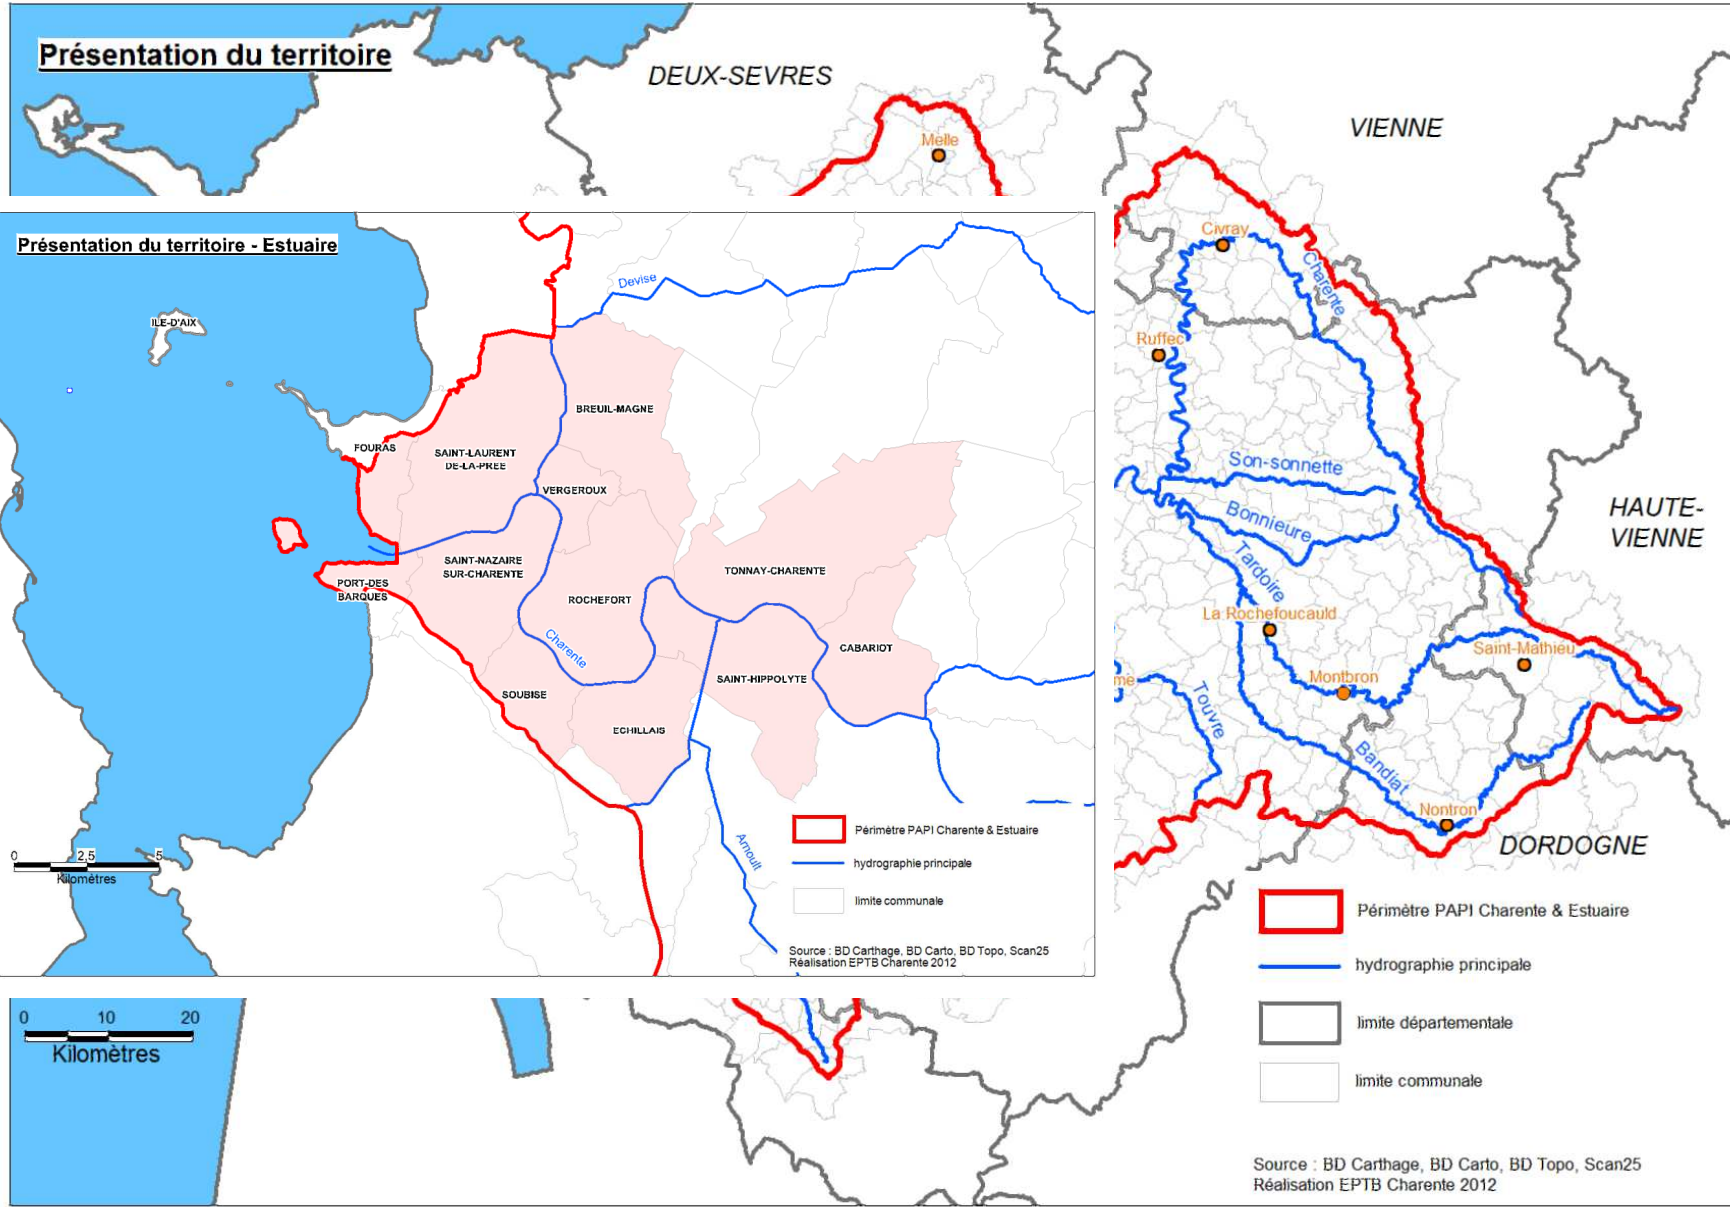 Présentation du territoire
DEUX-SEVRES
VIENNE
Melle
Civray
Charente
Ruffec
Présentation du territoire - Estuaire
Devise
ILE-D'AIX
BREUIL-MAGNE
FOURAS
SAINT-LAURENT
DE-LA-PREE
VERGEROUX
SAINT-NAZAIRE
SUR-CHARENTE
TONNAY-CHARENTE
PORT-DES
BARQUES
ROCHEFORT
Charente
CABARIOT
SAINT-HIPPOLYTE
SOUBISE
ECHILLAIS
Arnoult
0 2,5 5
Kilomètres
Périmètre PAPI Charente & Estuaire
hydrographie principale
limite communale
Source : BD Carthage, BD Carto, BD Topo, Scan25
Réalisation EPTB Charente 2012
Son-sonnette
Bonnieure
HAUTE-
VIENNE
Tardoire
La Rochefoucauld
Saint-Mathieu
Montbron
me
Touvre
Bandiat
Nontron
DORDOGNE
0 10 20
Kilomètres
Périmètre PAPI Charente & Estuaire
hydrographie principale
limite départementale
limite communale
Source : BD Carthage, BD Carto, BD Topo, Scan25
Réalisation EPTB Charente 2012